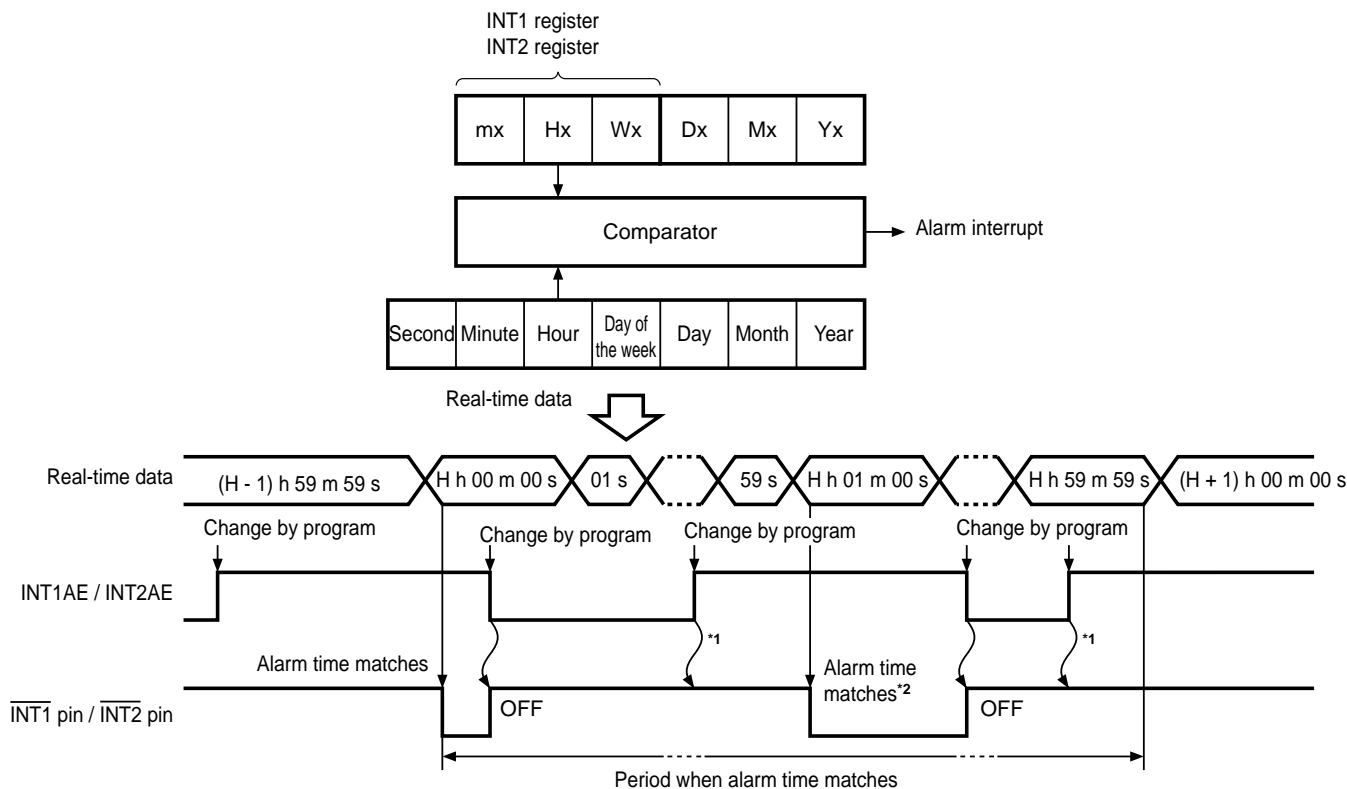 INT1 register
INT2 register
mx Hx Wx Dx Mx Yx
Comparator
Alarm interrupt
Second Minute Hour Day of the week Day Month Year
Real-time data
Real-time data
(H - 1) h 59 m 59 s
H h 00 m 00 s
01 s
59 s
H h 01 m 00 s
H h 59 m 59 s
(H + 1) h 00 m 00 s
Change by program
Change by program
Change by program
Change by program
INT1AE / INT2AE
*1
*1
Alarm time matches
Alarm time
matches*2
INT1 pin / INT2 pin
OFF
OFF
Period when alarm time matches